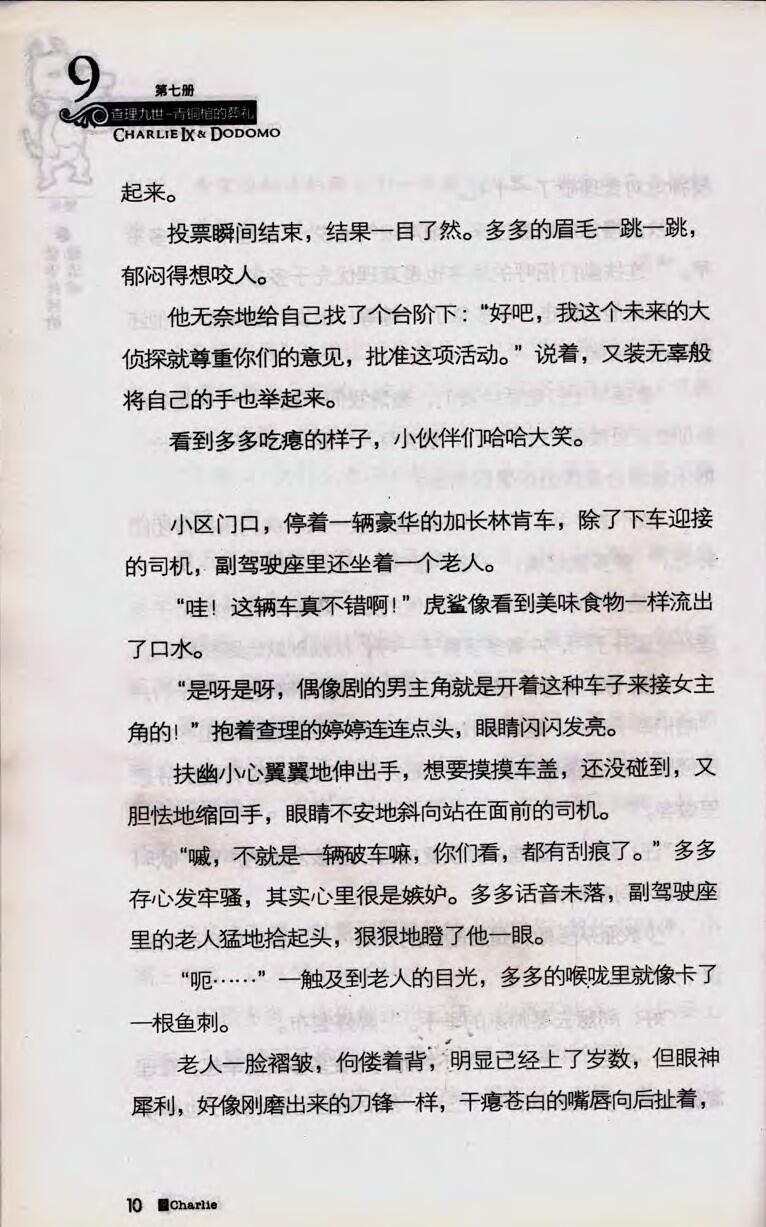 9
第七册
查理九世-青铜棺的葬礼
CHARLIE IX & DODOMO
起来。
投票瞬间结束，结果一目了然。多多的眉毛一跳一跳，
郁闷得想咬人。
他无奈地给自己找了个台阶下：“好吧，我这个未来的大
侦探就尊重你们的意见，批准这项活动。”说着，又装无辜般
将自己的手也举起来。
看到多多吃瘪的样子，小伙伴们哈哈大笑。
小区门口，停着一辆豪华的加长林肯车，除了下车迎接
的司机，副驾驶座里还坐着一个老人。
“哇！这辆车真不错啊！”虎鲨像看到美味食物一样流出
了口水。
“是呀是呀，偶像剧的男主角就是开着这种车子来接女主
角的！”抱着查理的婷婷连连点头，眼睛闪闪发亮。
扶幽小心翼翼地伸出手，想要摸摸车盖，还没碰到，又
胆怯地缩回手，眼睛不安地斜向站在面前的司机。
“喊，不就是一辆破车嘛，你们看，都有刮痕了。”多多
存心发牢骚，其实心里很是嫉妒。多多话音未落，副驾驶座
里的老人猛地拾起头，狠狠地瞪了他一眼。
“呃……”一触及到老人的目光，多多的喉咙里就像卡了
一根鱼刺。
老人一脸褶皱，佝偻着背，明显已经上了岁数，但眼神
犀利，好像刚磨出来的刀锋一样，干瘪苍白的嘴唇向后扯着，
10 Charlie